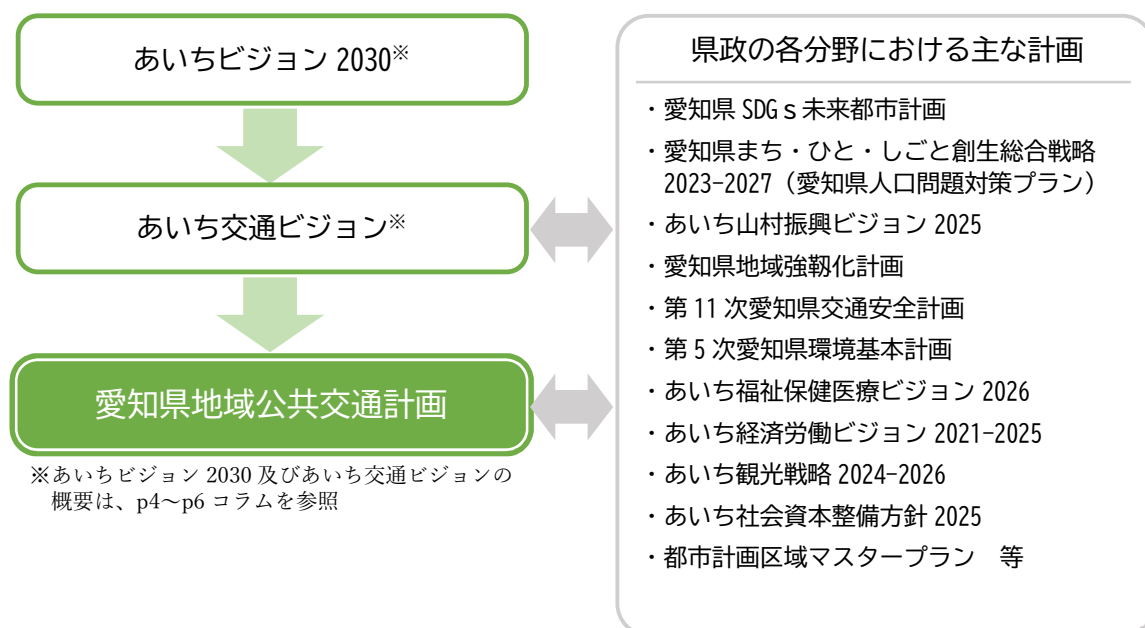 あいちビジョン 2030※
あいち交通ビジョン※
愛知県地域公共交通計画
※あいちビジョン 2030 及びあいち交通ビジョンの
概要は、p4～p6 コラムを参照
県政の各分野における主な計画
・愛知県 SDGｓ未来都市計画
・愛知県まち・ひと・しごと創生総合戦略
2023-2027（愛知県人口問題対策プラン）
・あいち山村振興ビジョン 2025
・愛知県地域強靱化計画
・第 11 次愛知県交通安全計画
・第 5 次愛知県環境基本計画
・あいち福祉保健医療ビジョン 2026
・あいち経済労働ビジョン 2021-2025
・あいち観光戦略 2024-2026
・あいち社会資本整備方針 2025
・都市計画区域マスタープラン　等